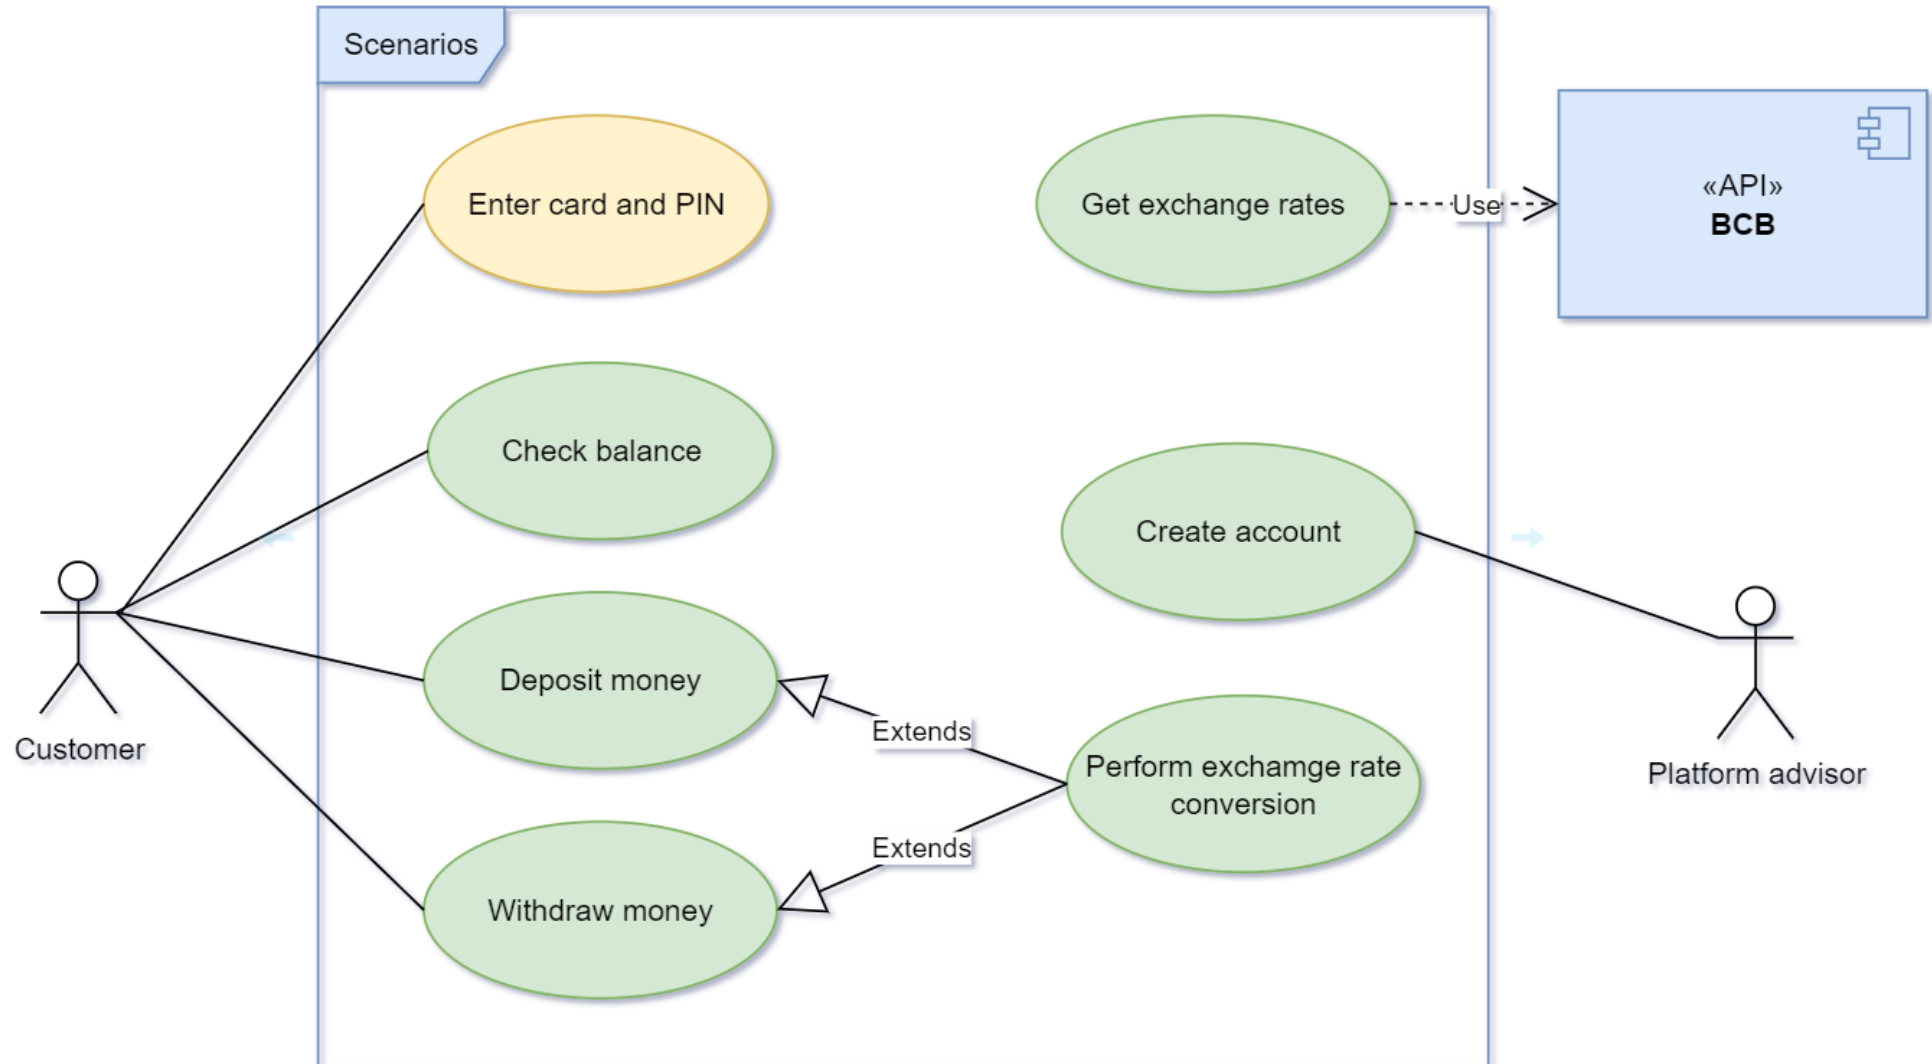 Scenarios
Enter card and PIN
Get exchange rates
Use
«API»
BCB
Check balance
Create account
Deposit money
Extends
Perform exchamge rate
conversion
Customer
Platform advisor
Extends
Withdraw money